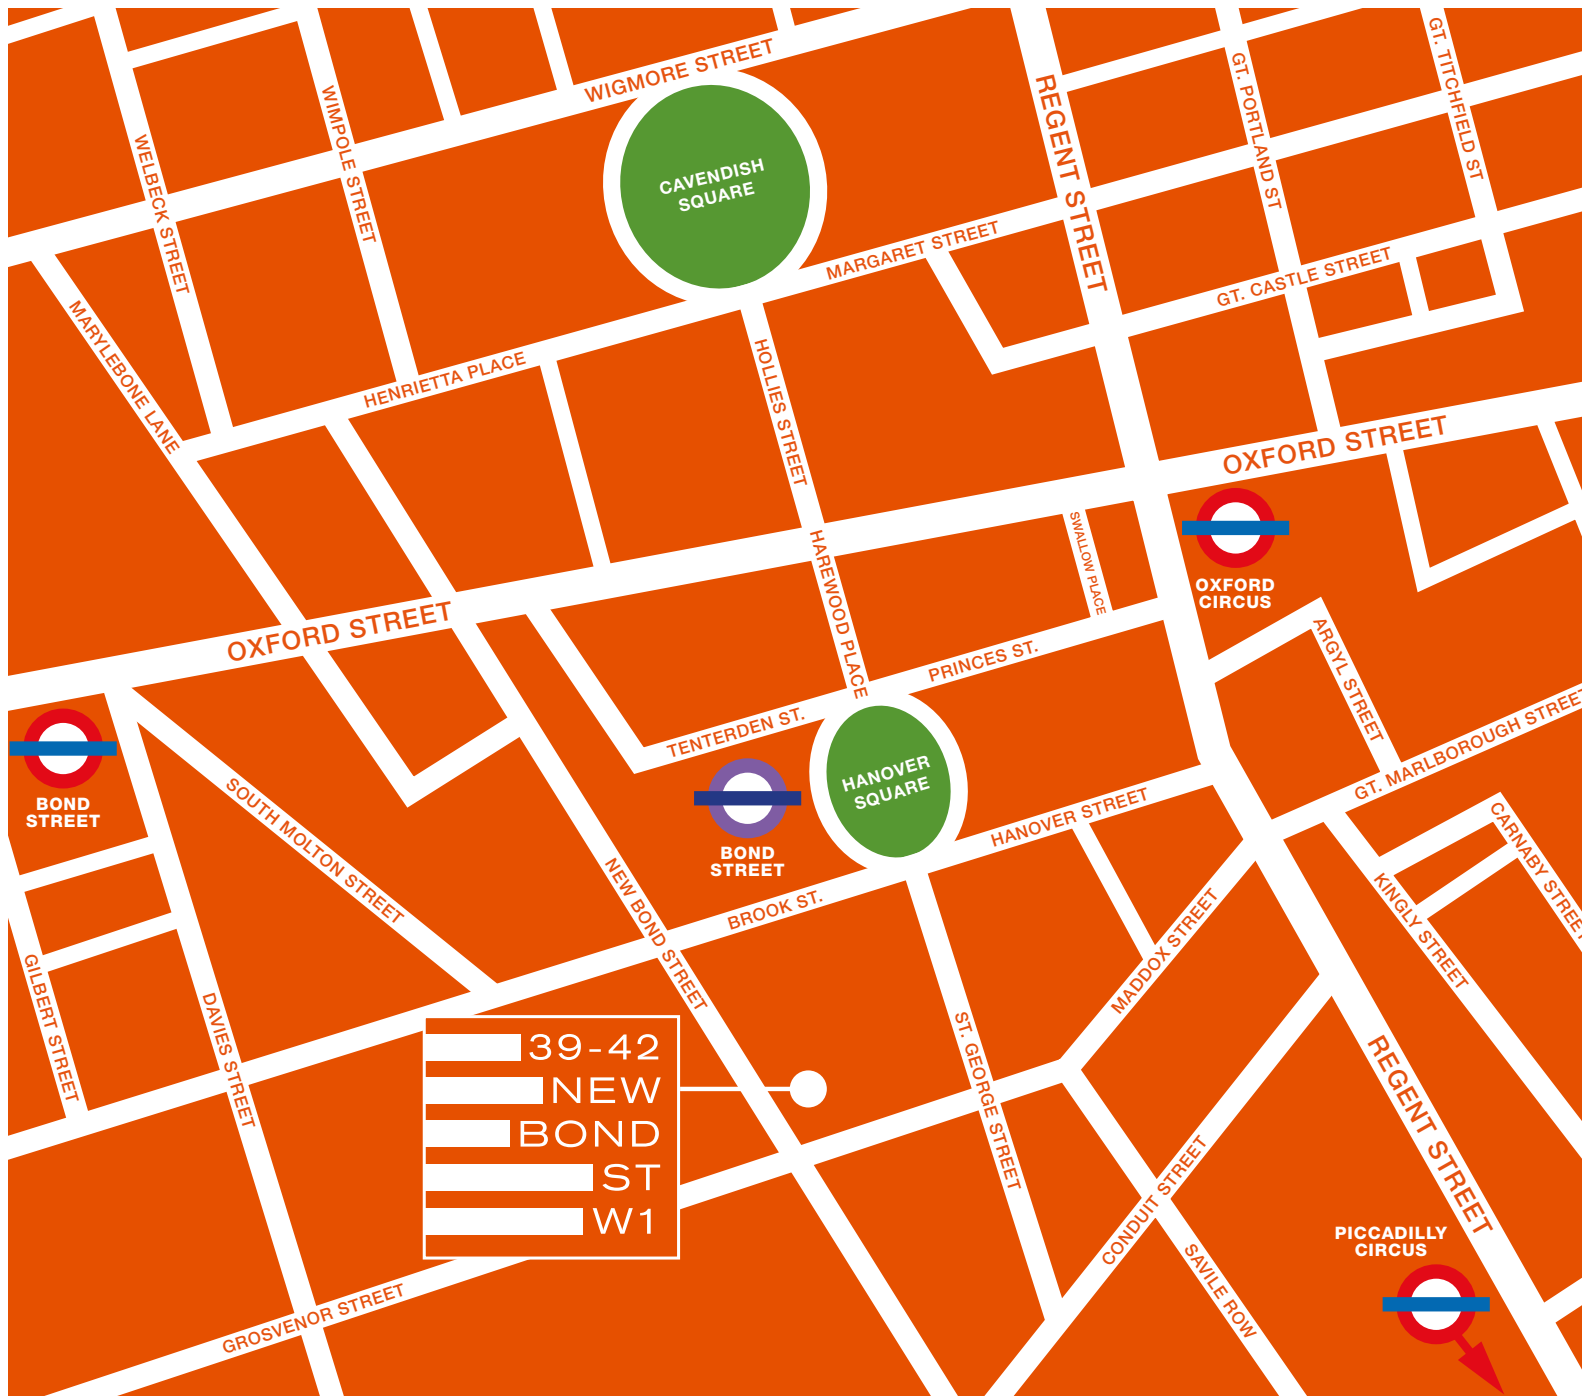 WIGMORE STREET
WELBECK STREET
WIMPOLE STREET
CAVENDISH
SQUARE
REGENT STREET
GT. PORTLAND ST
GT. TITCHFIELD ST
MARGARET STREET
GT. CASTLE STREET
MARYLEBONE LANE
HENRIETTA PLACE
HOLLIES STREET
OXFORD STREET
SWALLOW PLACE
OXFORD
CIRCUS
HAREWOOD PLACE
OXFORD STREET
PRINCES ST.
ARGYL STREET
TENTERDEN ST.
HANOVER
SQUARE
GT. MARLBOROUGH STREET
BOND
STREET
SOUTH MOLTON STREET
BOND
STREET
HANOVER STREET
CARNABY STREET
KINGLY STREET
NEW BOND STREET
BROOK ST.
MADDOX STREET
GILBERT STREET
DAVIES STREET
ST. GEORGE STREET
39-42
NEW
BOND
ST
W1
REGENT STREET
CONDUIT STREET
SAVILE ROW
PICCADILLY
CIRCUS
GROSVENOR STREET